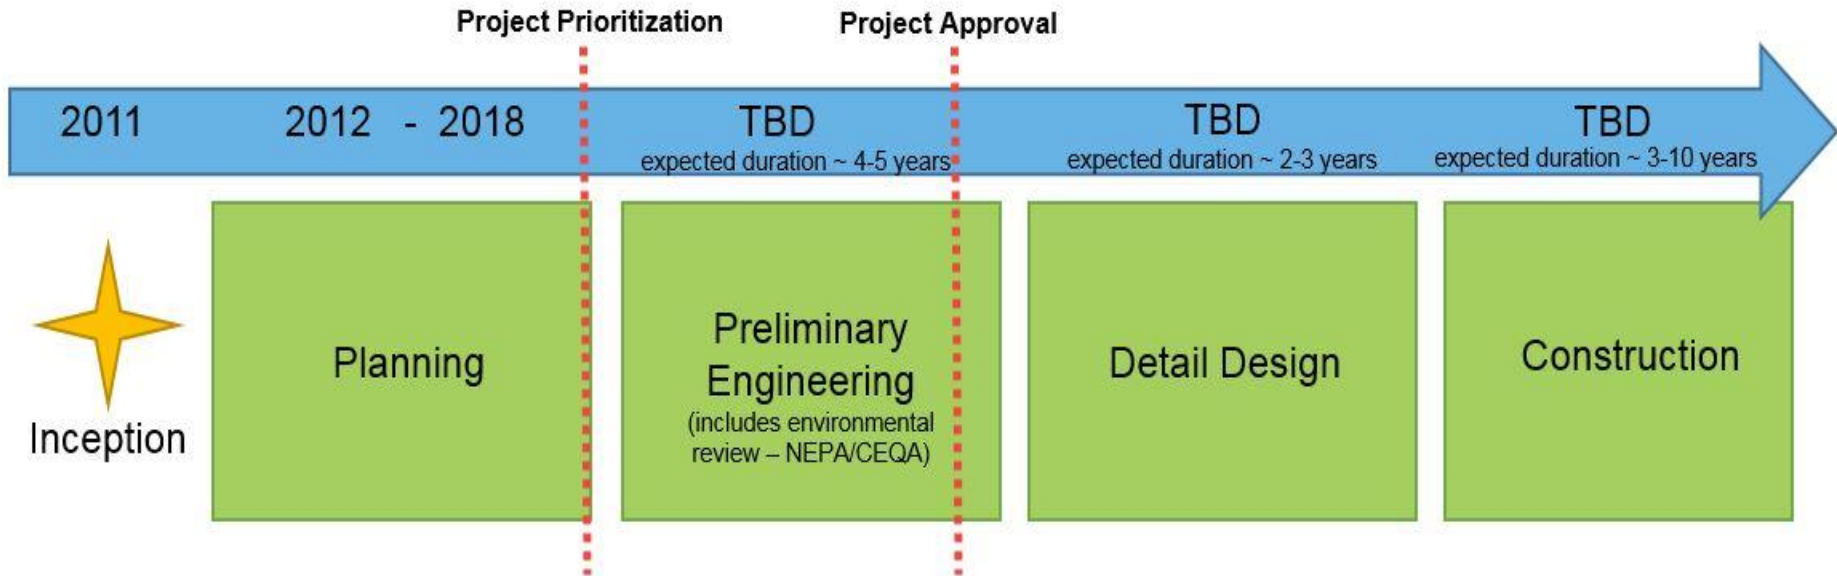 Project Prioritization
Project Approval
2011
2012 - 2018
TBD
expected duration ~ 4-5 years
TBD
expected duration ~ 2-3 years
TBD
expected duration ~ 3-10 years
Inception
Planning
Preliminary
Engineering
(includes environmental
review – NEPA/CEQA)
Detail Design
Construction